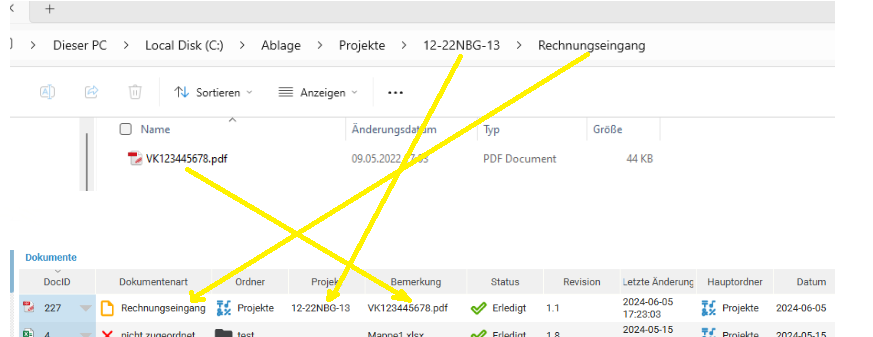 Dieser PC > Local Disk (C:) > Ablage > Projekte > 12-22NBG-13 > Rechnungseingang
Sortieren Anzeigen ...
Name Änderungsdatum Typ Größe
VK123445678.pdf 09.05.2022 PDF Document 44 KB
Dokumente
DocID Dokumentenart Ordner Projekt Bemerkung Status Revision Letzte Änderung Hauptordner Datum
227 Rechnungseingang Projekte 12-22NBG-13 VK123445678.pdf Erledigt 1.1 2024-06-05 17:23:03 Projekte 2024-06-05
4 nicht zugeordnet test Mappe1.xlsx Erledigt 1.8 2024-05-15 Projekte 2024-05-15